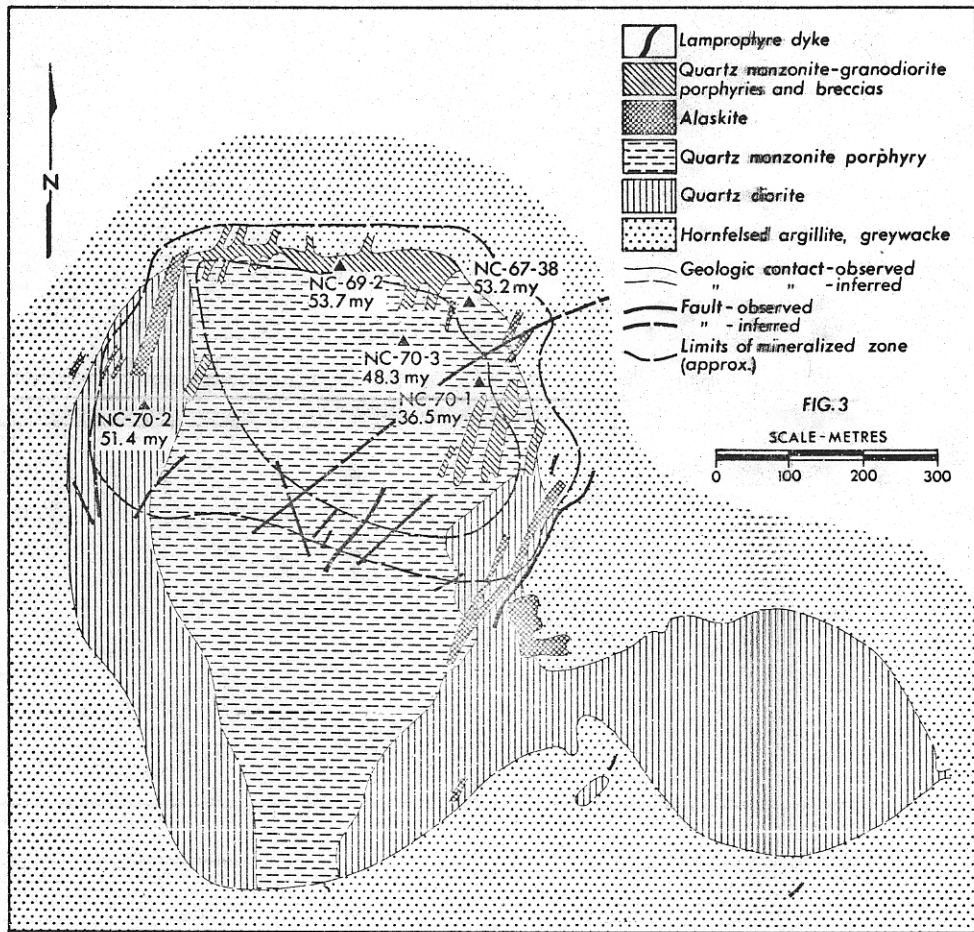 Lamprophyre dyke
Quartz monzonite-granodiorite
porphyries and breccias
Alaskite
Quartz monzonite porphyry
Quartz diorite
Hornfelsed argillite, greywacke
Geologic contact-observed
" " -inferred
Fault-observed
" -inferred
Limits of mineralized zone
(approx.)
FIG. 3
SCALE-METRES
0 100 200 300
N
NC-69-2
53.7 my
NC-67-38
53.2 my
NC-70-3
48.3 my
NC-70-1
36.5 my
NC-70-2
51.4 my